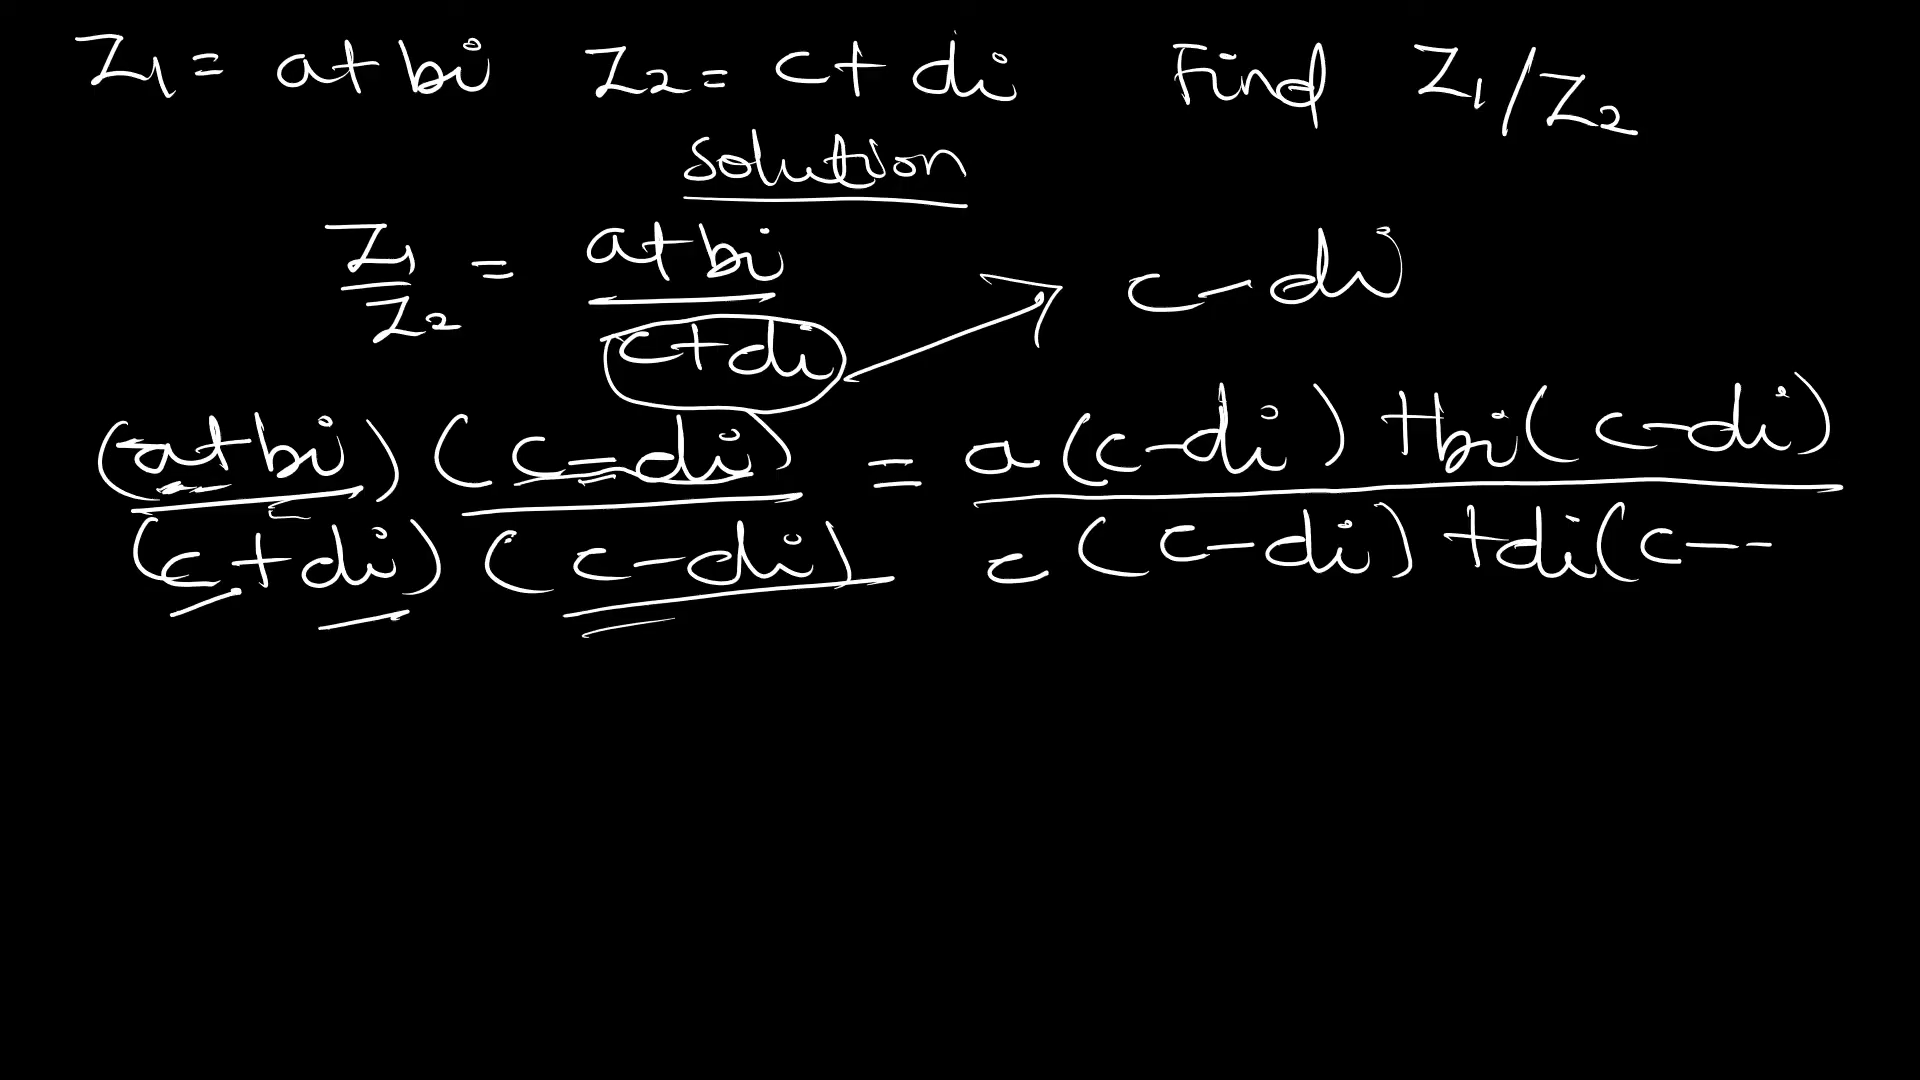 Z1 = a+bi Z2 = c+di Find Z1/Z2
Solution
Z1/Z2 = a+bi/c+di c-di
(a+bi)(c-di)/(c+di)(c-di) = a(c-di)+bi(c-di)/c(c-di)+di(c--